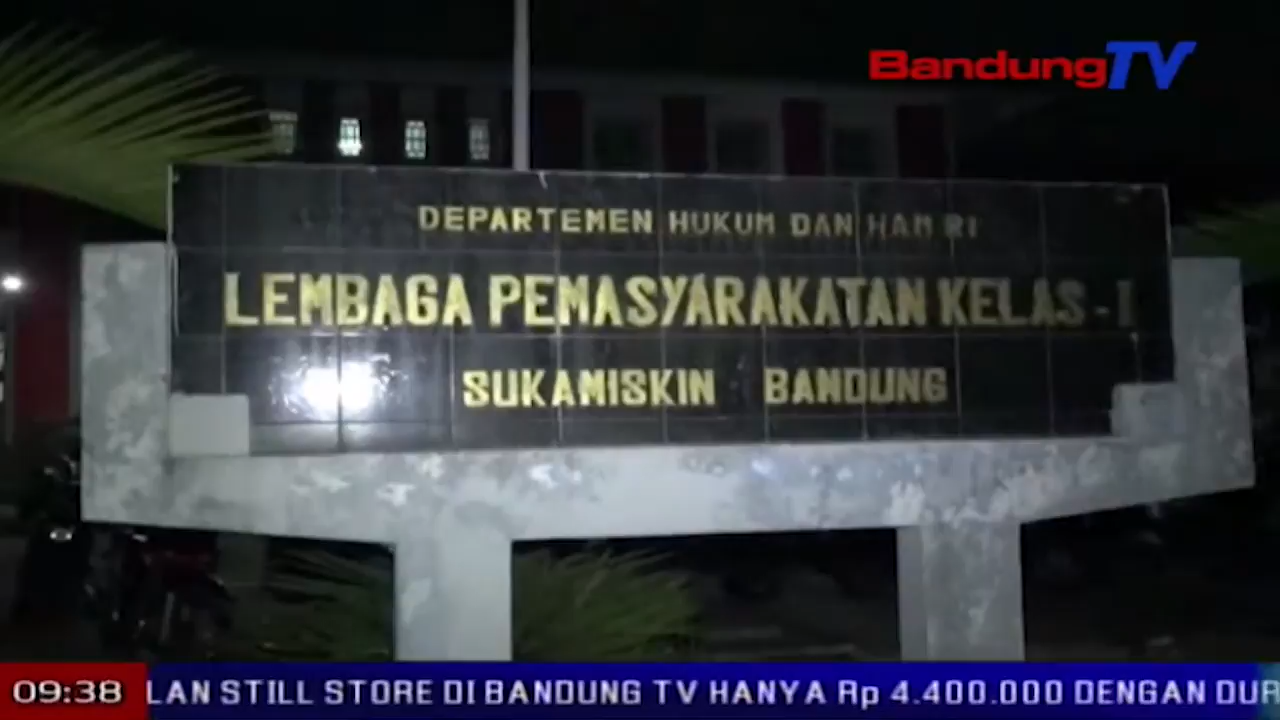 BandungTV
DEPARTEMEN HUKUM DAN HAM RI
LEMBAGA PEMASYARAKATAN KELAS - I
SUKAMISKIN BANDUNG
09:38 LAN STILL STORE DI BANDUNG TV HANYA Rp 4.400.000 DENGAN DUR